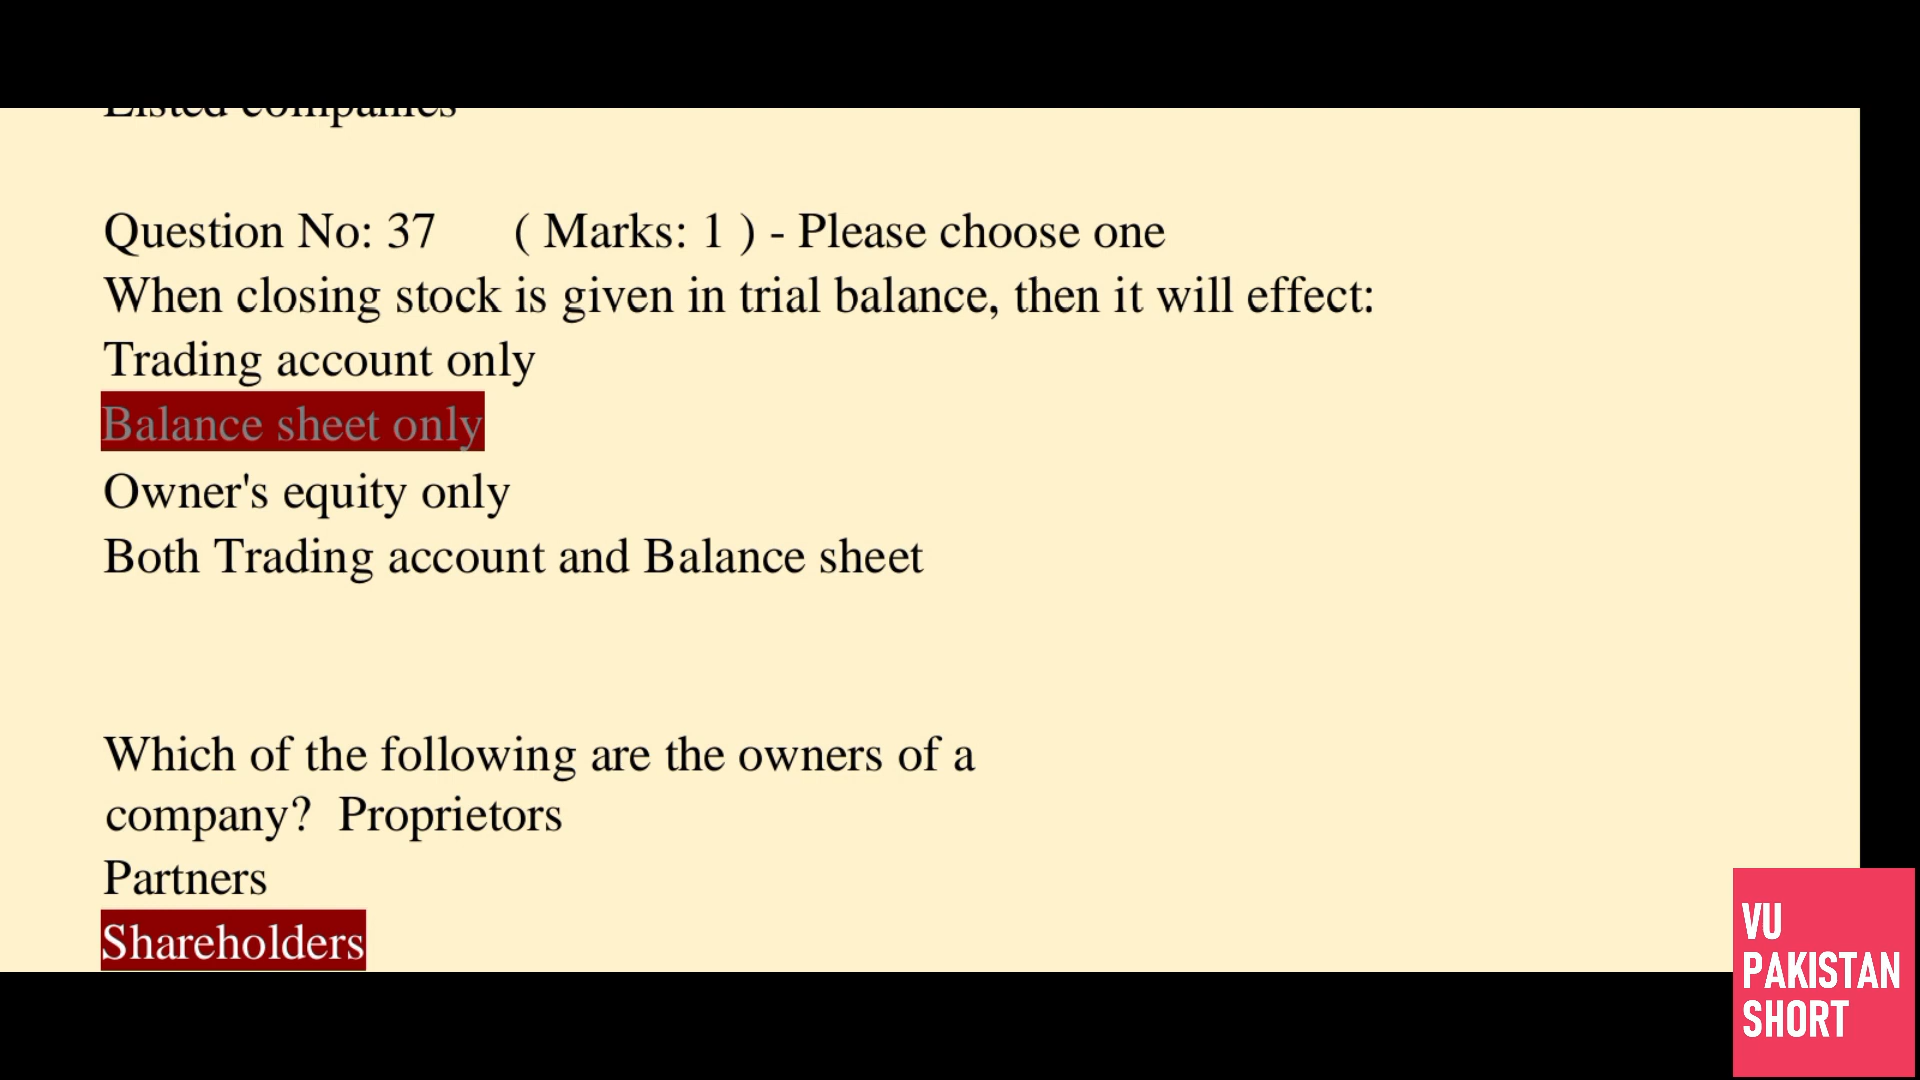 Listed companies
Question No: 37 ( Marks: 1 ) - Please choose one
When closing stock is given in trial balance, then it will effect:
Trading account only
Balance sheet only
Owner's equity only
Both Trading account and Balance sheet
Which of the following are the owners of a
company? Proprietors
Partners
Shareholders
VU
PAKISTAN
SHORT